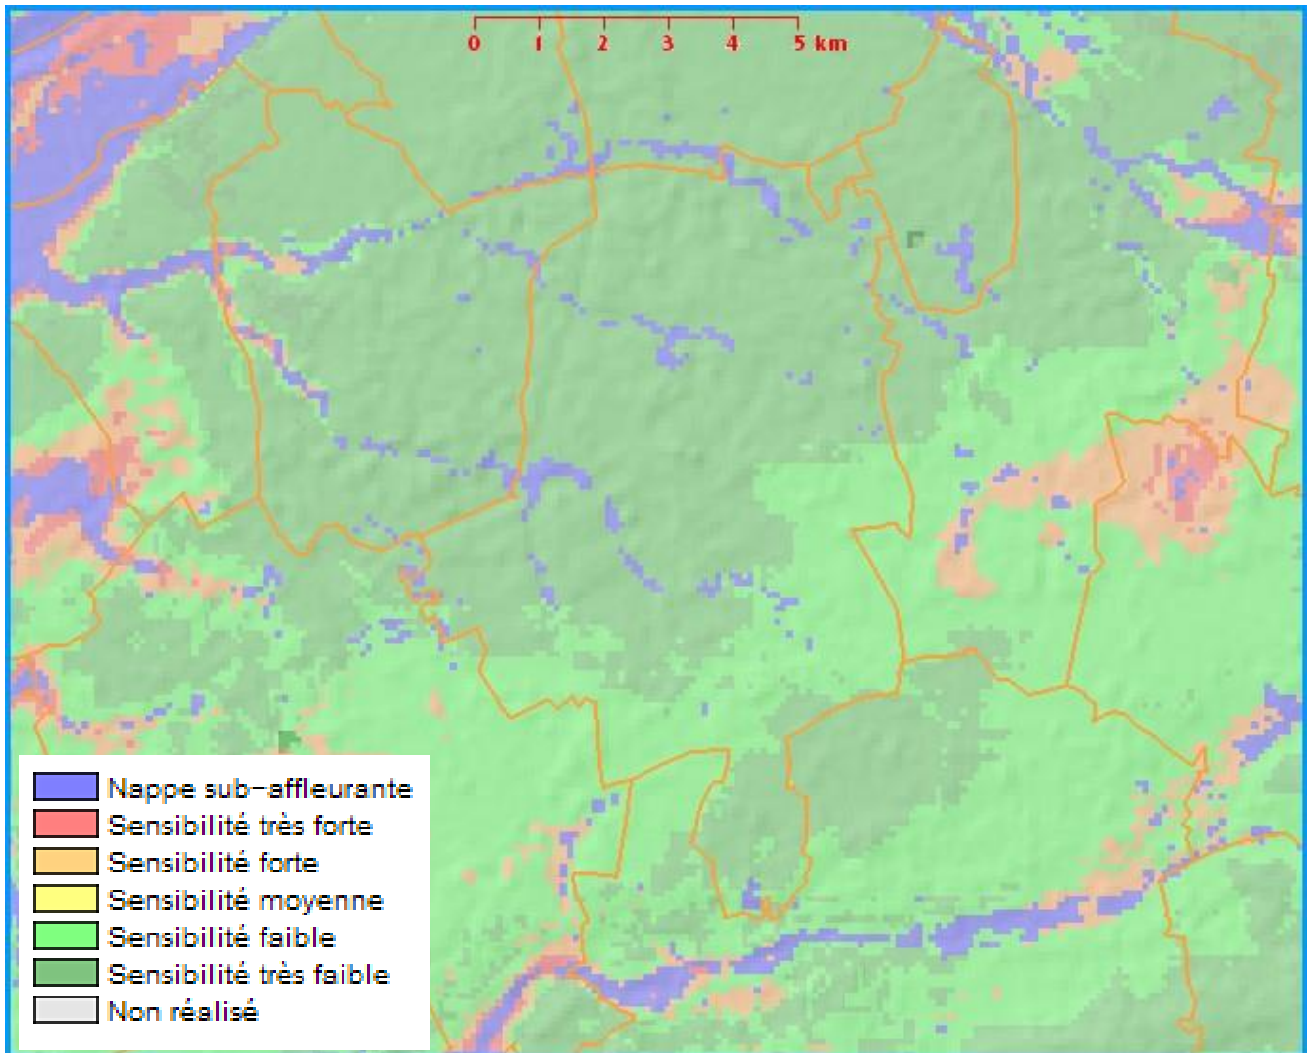 0 1 2 3 4 5 km
Nappe sub-affleurante
Sensibilité très forte
Sensibilité forte
Sensibilité moyenne
Sensibilité faible
Sensibilité très faible
Non réalisé